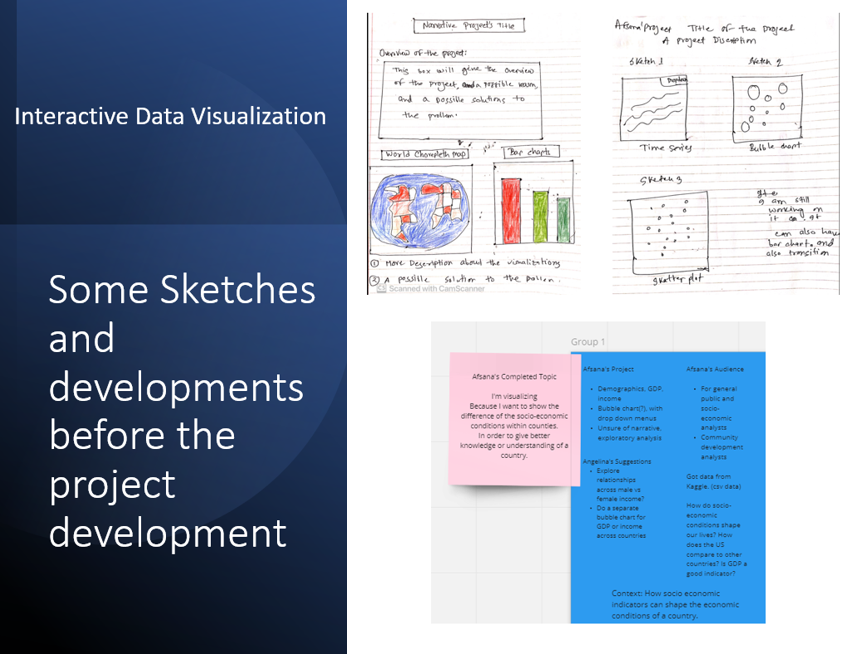 Interactive Data Visualization
Some Sketches
and
developments
before the
project
development
Narrative Project's Title
Overview of the project:
This box will give the overview
of the project, and a possible
and a possible solutions to
the
World Choropleth map
Bar charts
① More Description about the visualizations
② A possible solution to the
Scanned with CamScanner
Afsana' Project Title of the Project
A project Discription
Sketch 1
Sketch 2
Dropdown
Time series
Bubble chart
Sketch 3
I am still
working on
it
can also have
bar chart, and
also transition
Sketter plot
Group 1
Afsana's Completed Topic
I'm visualizing
Because I want to show the
difference of the socio-economic
conditions within counties.
In order to give better
knowledge or understanding of a
country.
Afsana's Project
• Demographics, GDP,
income
• Bubble chart(?), with
drop down menus
• Unsure of narrative,
exploratory analysis
Angelina's Suggestions
• Explore
relationships
across male vs
female income?
• Do a separate
bubble chart for
GDP or income
across countries
Afsana's Audience
• For general
public and
socio-
economic
analysts
• Community
development
analysts
Got data from
Kaggle. (csv data)
How do socio-
economic
conditions shape
our lives? How
does the US
compare to other
countries? Is GDP a
good indicator?
Context: How socio economic
indicators can shape the economic
conditions of a country.